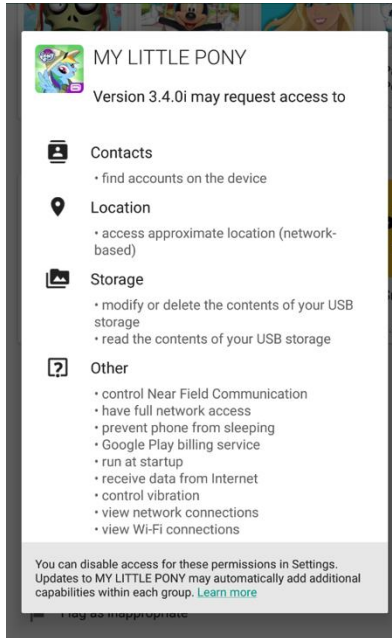 MY LITTLE PONY
Version 3.4.0i may request access to
Contacts
• find accounts on the device
Location
• access approximate location (network-
based)
Storage
• modify or delete the contents of your USB
storage
• read the contents of your USB storage
Other
• control Near Field Communication
• have full network access
• prevent phone from sleeping
• Google Play billing service
• run at startup
• receive data from Internet
• control vibration
• view network connections
• view Wi-Fi connections
You can disable access for these permissions in Settings.
Updates to MY LITTLE PONY may automatically add additional
capabilities within each group. Learn more
Flag as inappropriate